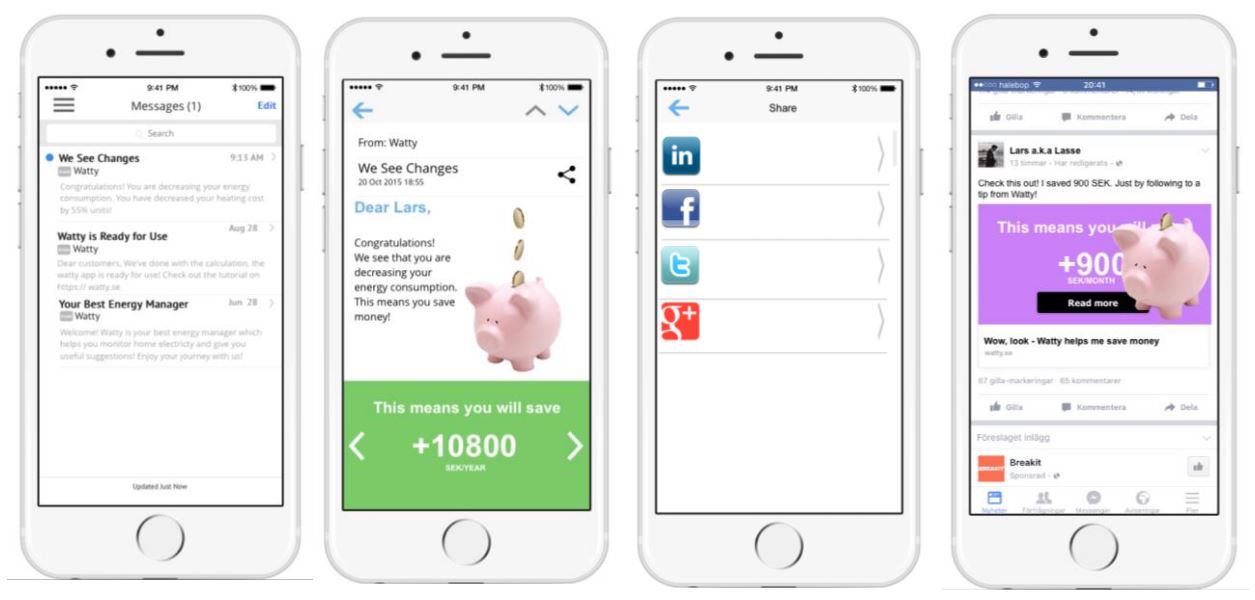 9:41 PM
100%
Messages (1)
Edit
Search
We See Changes
9:13 AM
Watty
Congratulations! You are decreasing your energy
consumption. You have decreased your heating cost
by 55% units!
Watty is Ready for Use
Aug 28
Watty
Dear customers, We've done with the calculation, the
watty app is ready for use! Check out the tutorial on
https:// watty.se
Your Best Energy Manager
Jun 28
Watty
Welcome! Watty is your best energy manager which
helps you monitor home electricty and give you
useful suggestions! Enjoy your journey with us!
Updated Just Now
9:41 PM
100%
From: Watty
We See Changes
20 Oct 2015 18:55
Dear Lars,
Congratulations!
We see that you are
decreasing your
energy consumption.
This means you save
money!
This means you will save
+10800
SEK/YEAR
9:41 PM
100%
Share
in
f
t
g+
halebop
20:41
Gilla
Kommentera
Dela
Lars a.k.a Lasse
13 timmar - Har redigerats -
Check this out! I saved 900 SEK. Just by following to a
tip from Watty!
This means you will
+900
SEK/MONTH
Read more
Wow, look - Watty helps me save money
watty.se
87 gilla-markeringar 65 kommentarer
Gilla
Kommentera
Dela
Föreslaget inlägg
BREAKIT
Breakit
Sponsrad -
Nyheter
Förfrågningar
Messenger
Aviseringar
Fler